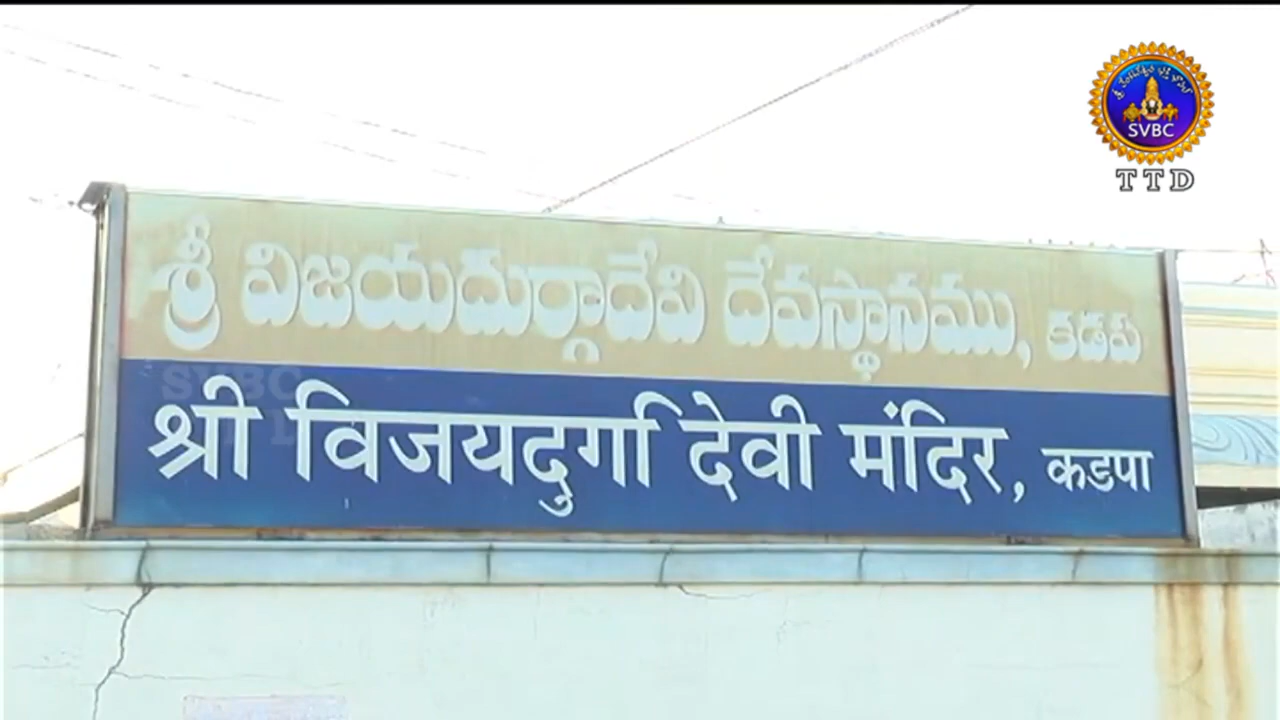 SVBC
TTD
శ్రీ విజయదుర్గాదేవి దేవస్థానము, కడప
श्री विजयदुर्गा देवी मंदिर, कडपा